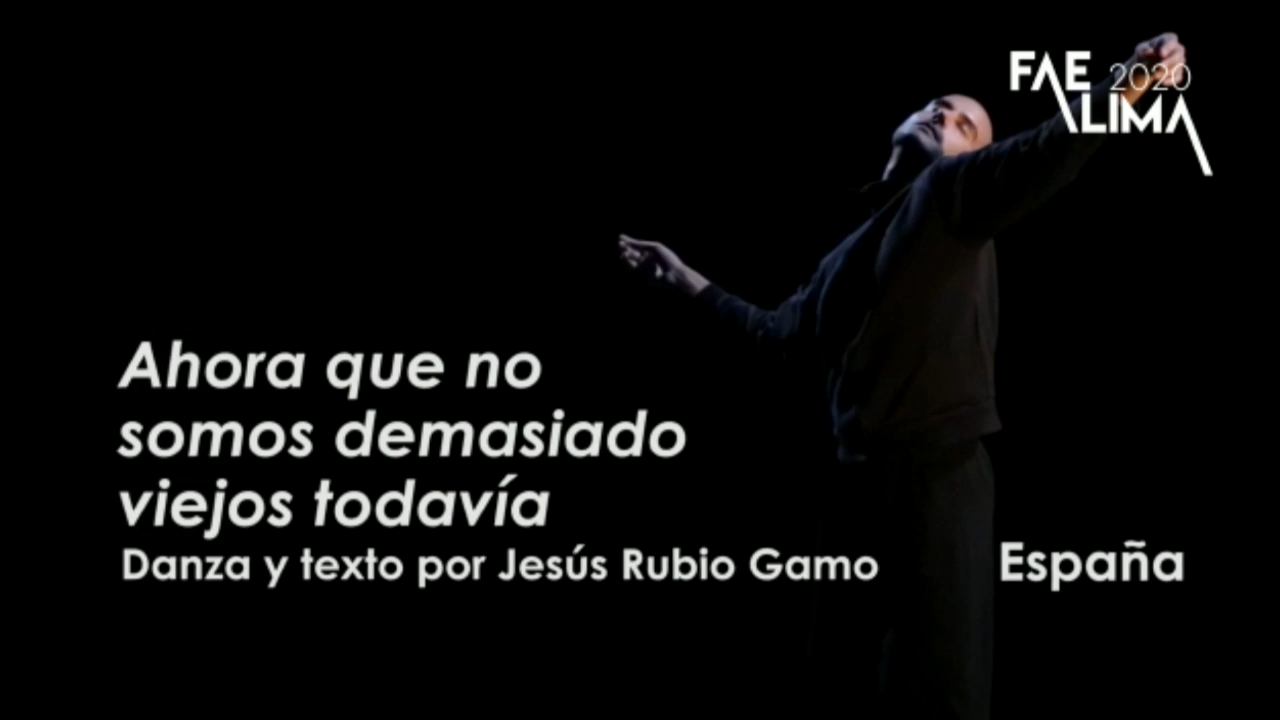 FAE 2020
LIMA
Ahora que no
somos demasiado
viejos todavía
Danza y texto por Jesús Rubio Gamo
España